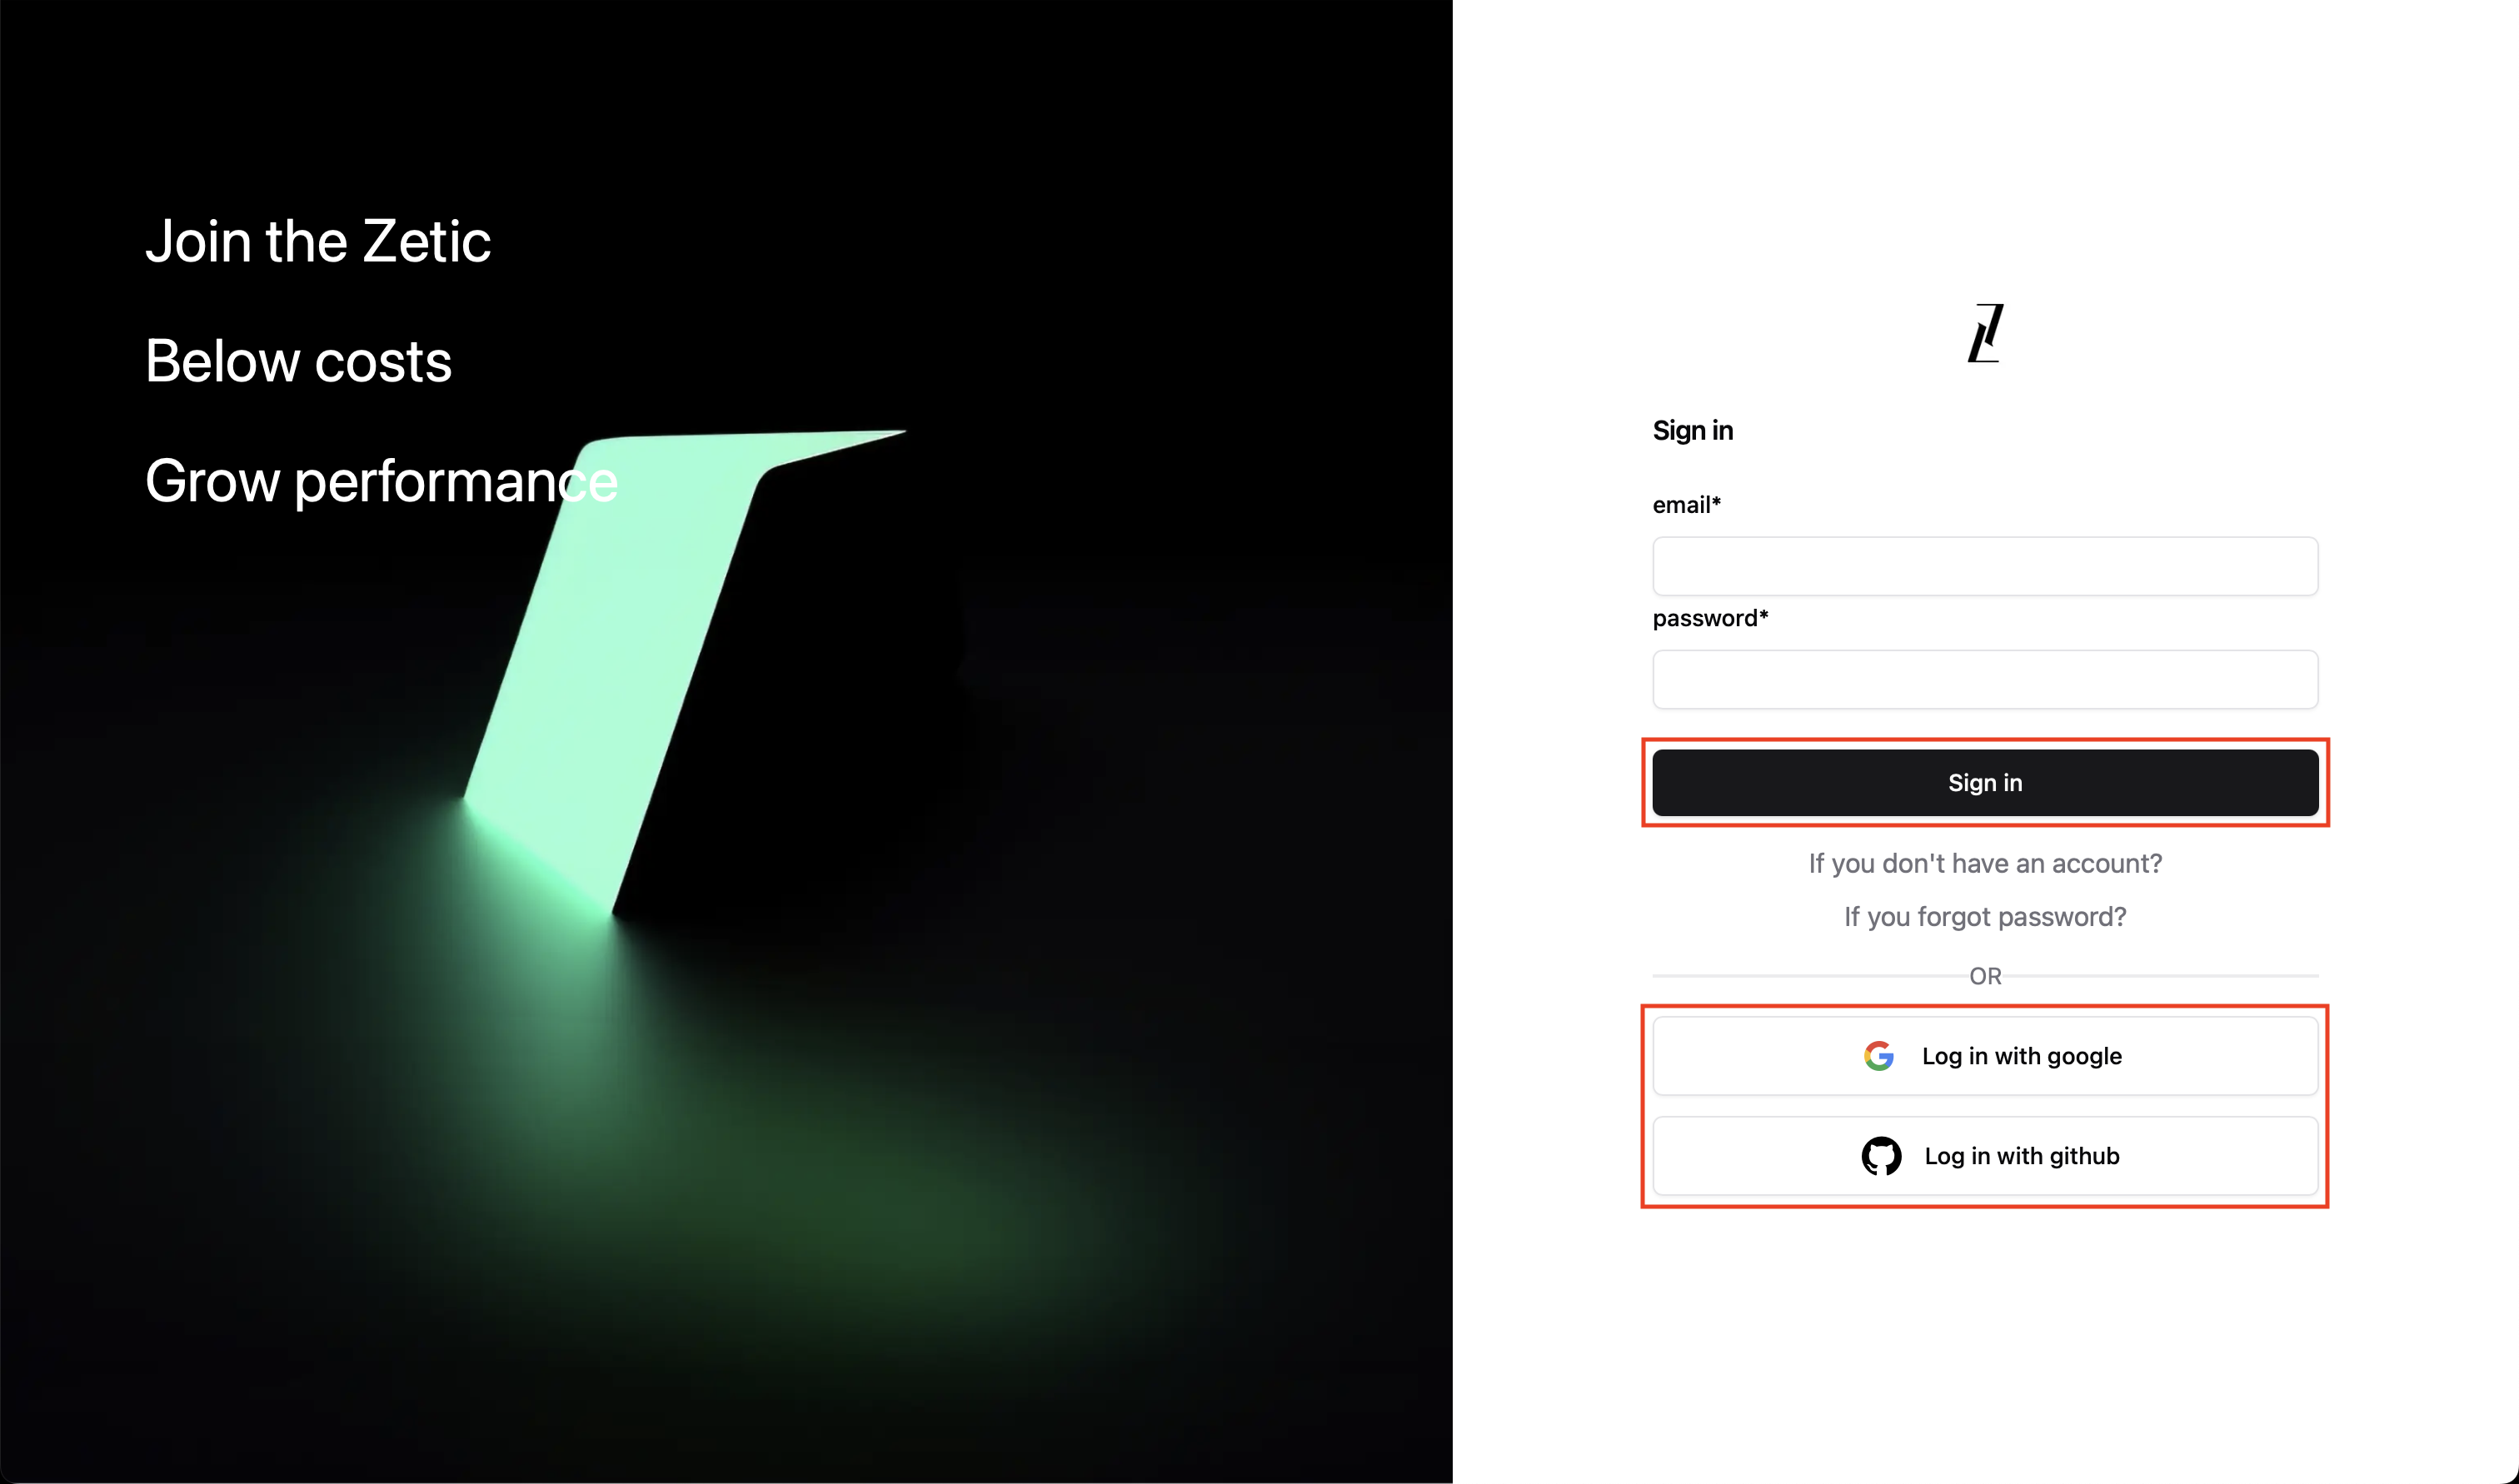 Join the Zetic
Below costs
Grow performance
Sign in
email*
password*
Sign in
If you don't have an account?
If you forgot password?
OR
Log in with google
Log in with github